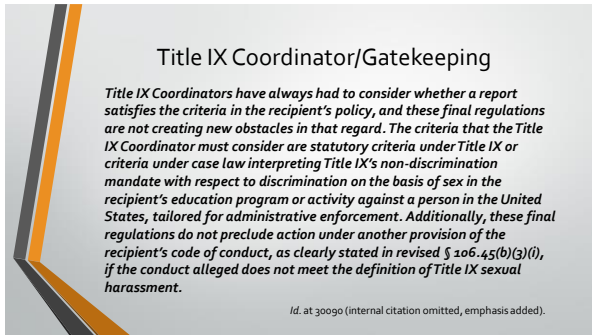 Title IX Coordinator/Gatekeeping
Title IX Coordinators have always had to consider whether a report
satisfies the criteria in the recipient's policy, and these final regulations
are not creating new obstacles in that regard. The criteria that the Title
IX Coordinator must consider are statutory criteria under Title IX or
criteria under case law interpreting Title IX's non-discrimination
mandate with respect to discrimination on the basis of sex in the
recipient's education program or activity against a person in the United
States, tailored for administrative enforcement. Additionally, these final
regulations do not preclude action under another provision of the
recipient's code of conduct, as clearly stated in revised § 106.45(b)(3)(i),
if the conduct alleged does not meet the definition of Title IX sexual
harassment.
Id. at 30090 (internal citation omitted, emphasis added).